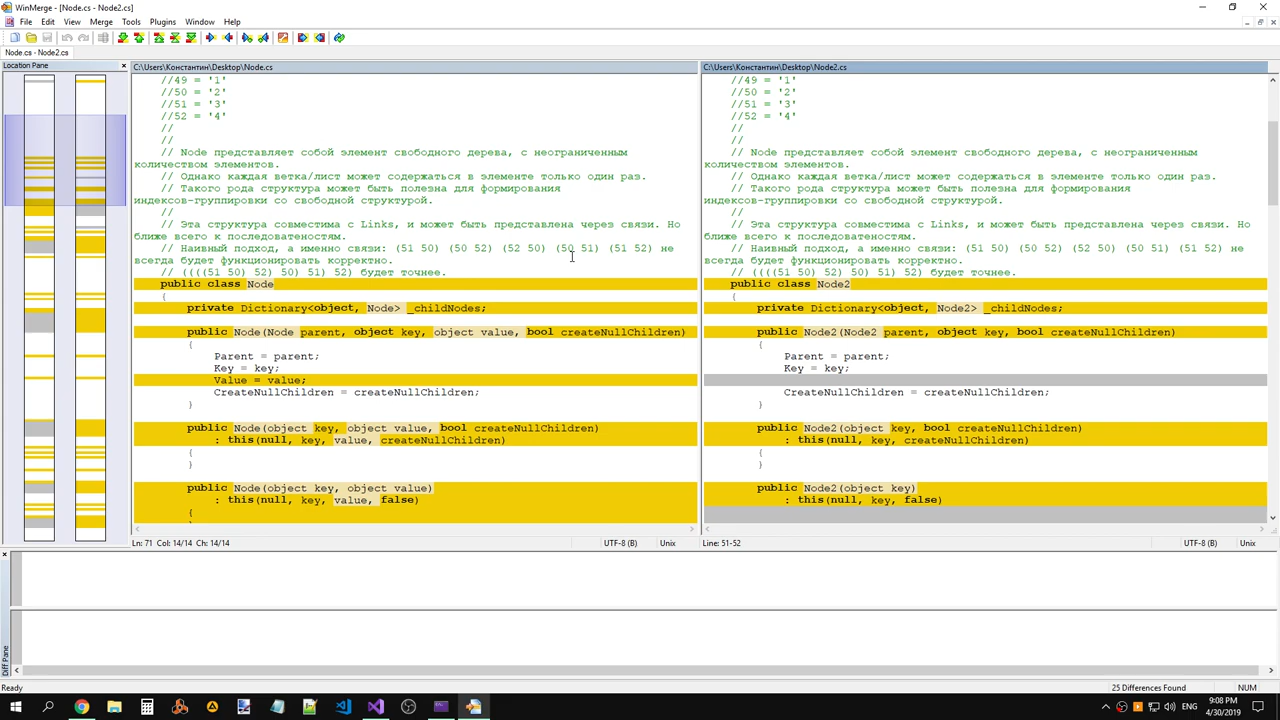 WinMerge - [Node.cs - Node2.cs]
File Edit View Merge Tools Plugins Window Help
Node.cs - Node2.cs
Location Pane
C:\Users\Константин\Desktop\Node.cs
//49 = '1'
//50 = '2'
//51 = '3'
//52 = '4'
//
//
// Node представляет собой элемент свободного дерева, с неограниченным
количеством элементов.
// Однако каждая ветка/лист может содержаться в элементе только один раз.
// Такого рода структура может быть полезна для формирования
индексов-группировки со свободной структурой.
//
// Эта структура совместима с Links, и может быть представлена через связи. Но
ближе всего к последователностям.
// Наивный подход, а именно связи: (51 50) (50 52) (52 50) (50 51) (51 52) не
всегда будет функционировать корректно.
// ((((51 50) 52) 50) 51) 52) будет точнее.
public class Node
{
private Dictionary<object, Node> _childNodes;
public Node(Node parent, object key, object value, bool createNullChildren)
{
Parent = parent;
Key = key;
Value = value;
CreateNullChildren = createNullChildren;
}
public Node(object key, object value, bool createNullChildren)
: this(null, key, value, createNullChildren)
{
}
public Node(object key, object value)
: this(null, key, value, false)
{
Ln: 71 Col: 14/14 Ch: 14/14
UTF-8 (B)
Unix
C:\Users\Константин\Desktop\Node2.cs
//49 = '1'
//50 = '2'
//51 = '3'
//52 = '4'
//
//
// Node представляет собой элемент свободного дерева, с неограниченным
количеством элементов.
// Однако каждая ветка/лист может содержаться в элементе только один раз.
// Такого рода структура может быть полезна для формирования
индексов-группировки со свободной структурой.
//
// Эта структура совместима с Links, и может быть представлена через связи. Но
ближе всего к последователностям.
// Наивный подход, а именно связи: (51 50) (50 52) (52 50) (50 51) (51 52) не
всегда будет функционировать корректно.
// ((((51 50) 52) 50) 51) 52) будет точнее.
public class Node2
{
private Dictionary<object, Node2> _childNodes;
public Node2(Node2 parent, object key, bool createNullChildren)
{
Parent = parent;
Key = key;
CreateNullChildren = createNullChildren;
}
public Node2(object key, bool createNullChildren)
: this(null, key, createNullChildren)
{
}
public Node2(object key)
: this(null, key, false)
Line: 51-52
UTF-8 (B)
Unix
Diff Pane
Ready
25 Differences Found
NUM
ENG
9:08 PM
4/30/2019